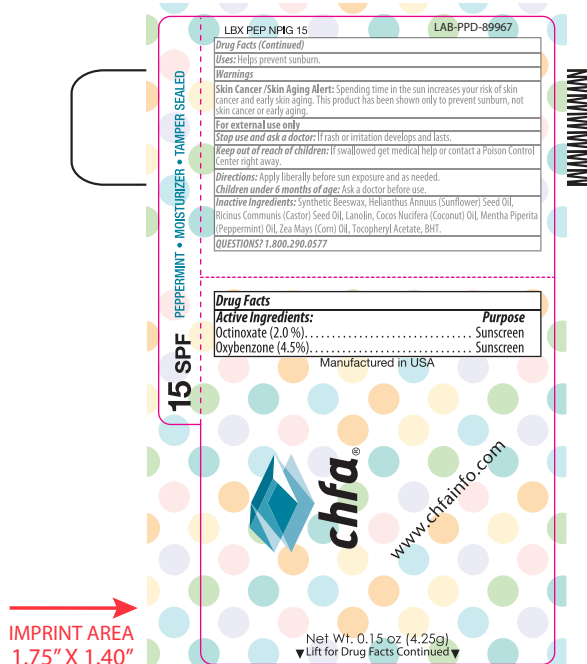 LBX PEP NPIG 15
LAB-PPD-89967
Drug Facts (Continued)
Uses: Helps prevent sunburn.
Warnings
Skin Cancer /Skin Aging Alert: Spending time in the sun increases your risk of skin
cancer and early skin aging. This product has been shown only to prevent sunburn, not
skin cancer or early aging.
For external use only
Stop use and ask a doctor: If rash or irritation develops and lasts.
Keep out of reach of children: If swallowed get medical help or contact a Poison Control
Center right away.
Directions: Apply liberally before sun exposure and as needed.
Children under 6 months of age: Ask a doctor before use.
Inactive Ingredients: Synthetic Beeswax, Helianthus Annuus (Sunflower) Seed Oil,
Ricinus Communis (Castor) Seed Oil, Lanolin, Cocos Nucifera (Coconut) Oil, Mentha Piperita
(Peppermint) Oil, Zea Mays (Corn) Oil, Tocopheryl Acetate, BHT.
QUESTIONS? 1.800.290.0577
15 SPF PEPPERMINT • MOISTURIZER • TAMPER SEALED
Drug Facts
Active Ingredients: Purpose
Octinoxate (2.0 %)............................ Sunscreen
Oxybenzone (4.5%)............................ Sunscreen
Manufactured in USA
chfa®
www.chfainfo.com
Net Wt. 0.15 oz (4.25g)
▼ Lift for Drug Facts Continued ▼
IMPRINT AREA
1.75” X 1.40”